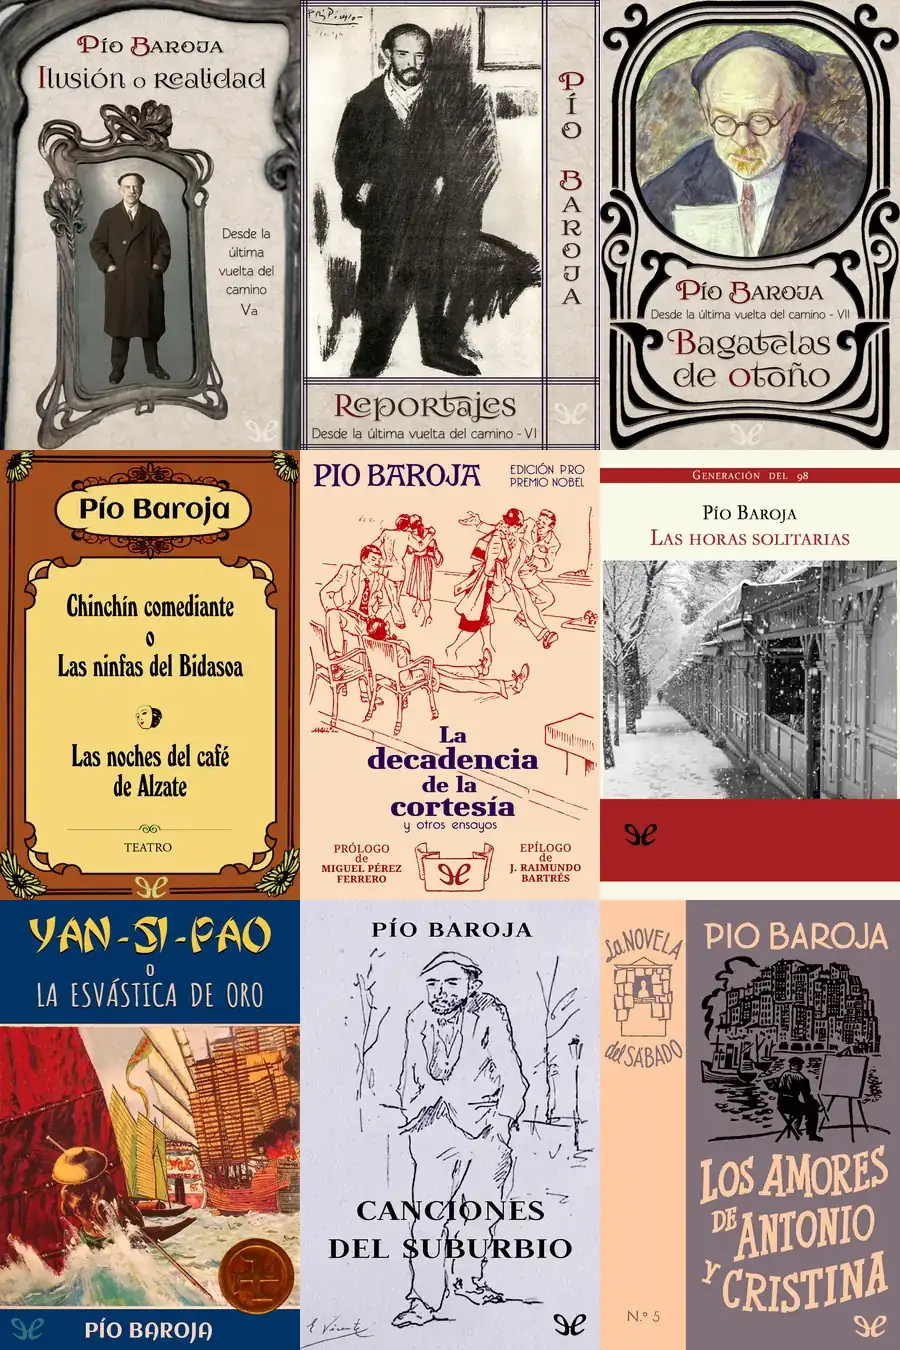 Pío Baroja
Ilusión o realidad
Desde la
última
vuelta del
camino
Va
Pío Baroja
Reportajes
Desde la última vuelta del camino - VI
Pío Baroja
Desde la última vuelta del camino - VII
Bagatelas
de otoño
Pío Baroja
Chinchín comediante
o
Las ninfas del Bidasoa
Las noches del café
de Alzate
TEATRO
PIO BAROJA
EDICIÓN PRO
PREMIO NOBEL
La
decadencia
de la
cortesía
y otros ensayos
PRÓLOGO
de
MIGUEL PÉREZ
FERRERO
EPÍLOGO
de
J. RAIMUNDO
BARTRÉS
GENERACIÓN DEL 98
PÍO BAROJA
LAS HORAS SOLITARIAS
YAN-SI-PAO
o
LA ESVÁSTICA DE ORO
PÍO BAROJA
PÍO BAROJA
CANCIONES
DEL SUBURBIO
La NOVELA
del SÁBADO
N.º 5
PIO BAROJA
LOS AMORES
DE
ANTONIO
Y
CRISTINA